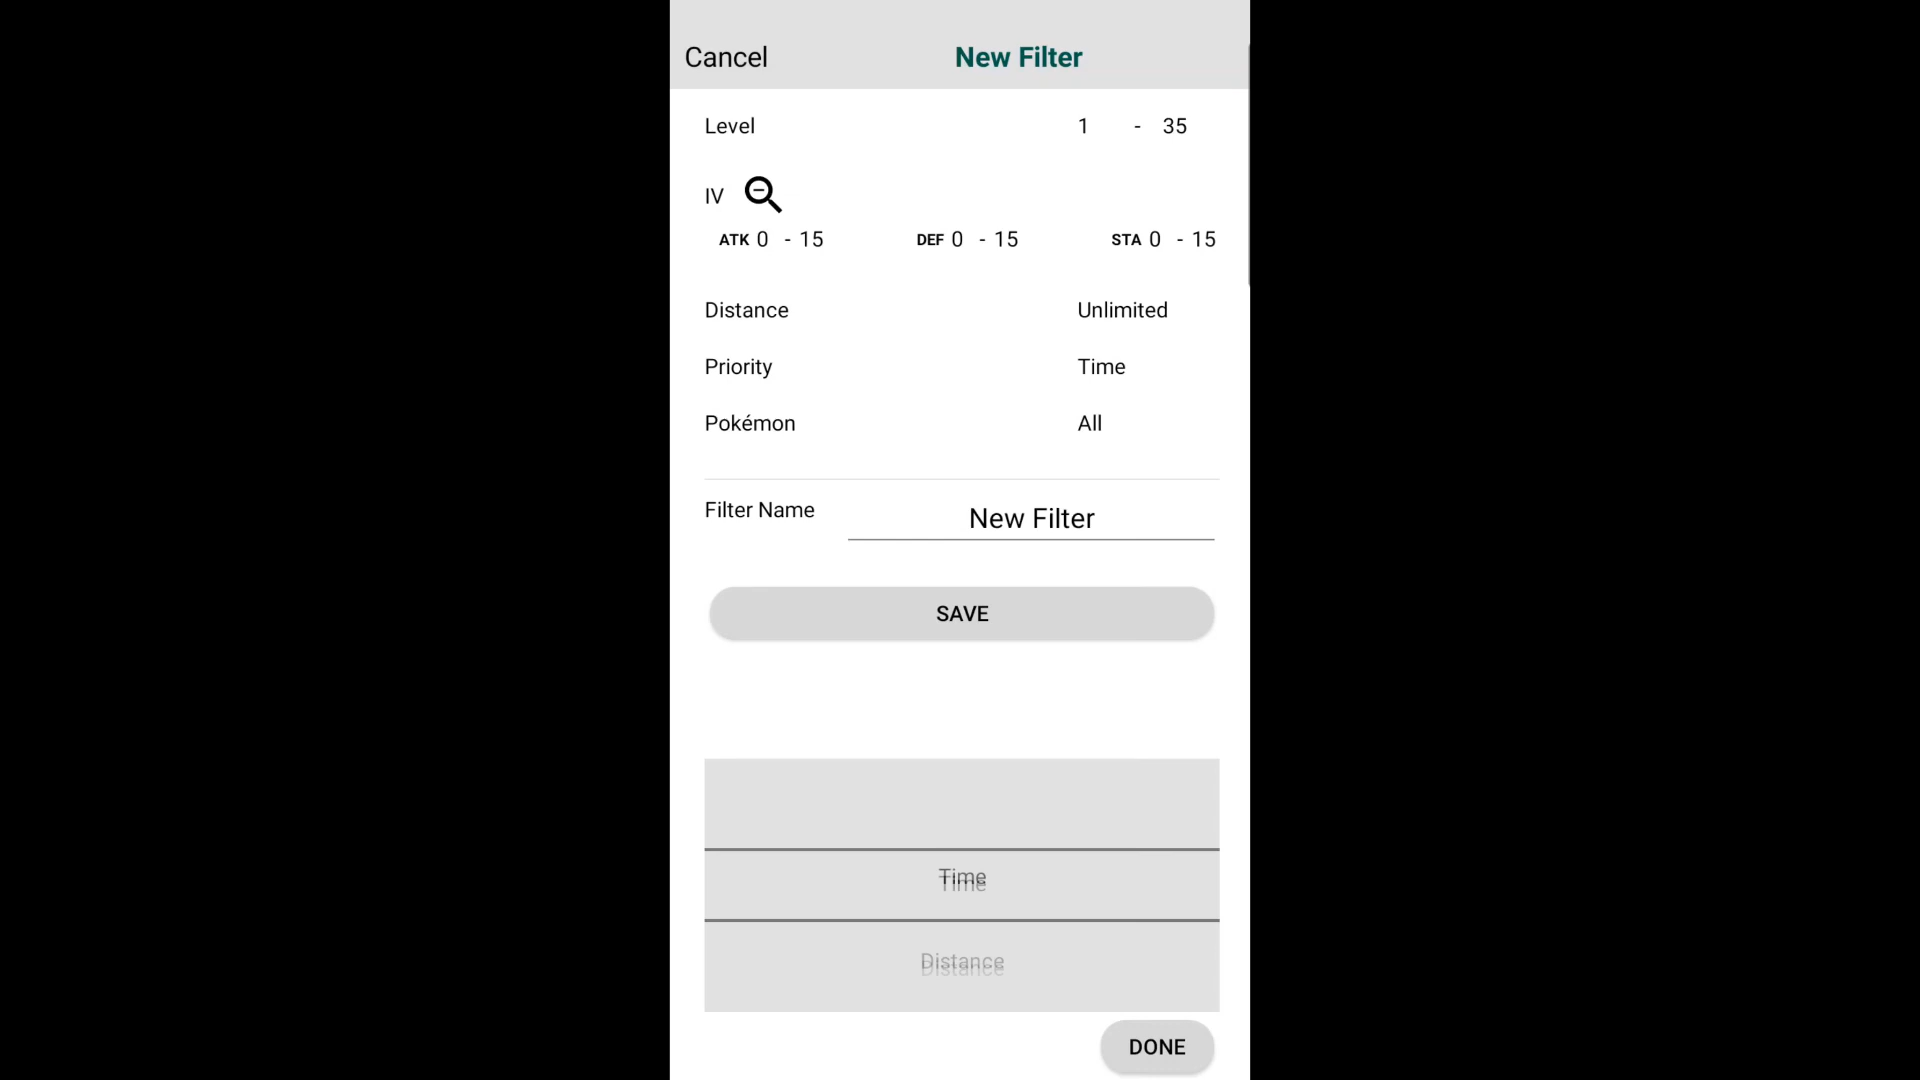 Cancel New Filter
Level 1 - 35
IV
ATK 0 - 15 DEF 0 - 15 STA 0 - 15
Distance Unlimited
Priority Time
Pokémon All
Filter Name New Filter
SAVE
Time
Distance
DONE